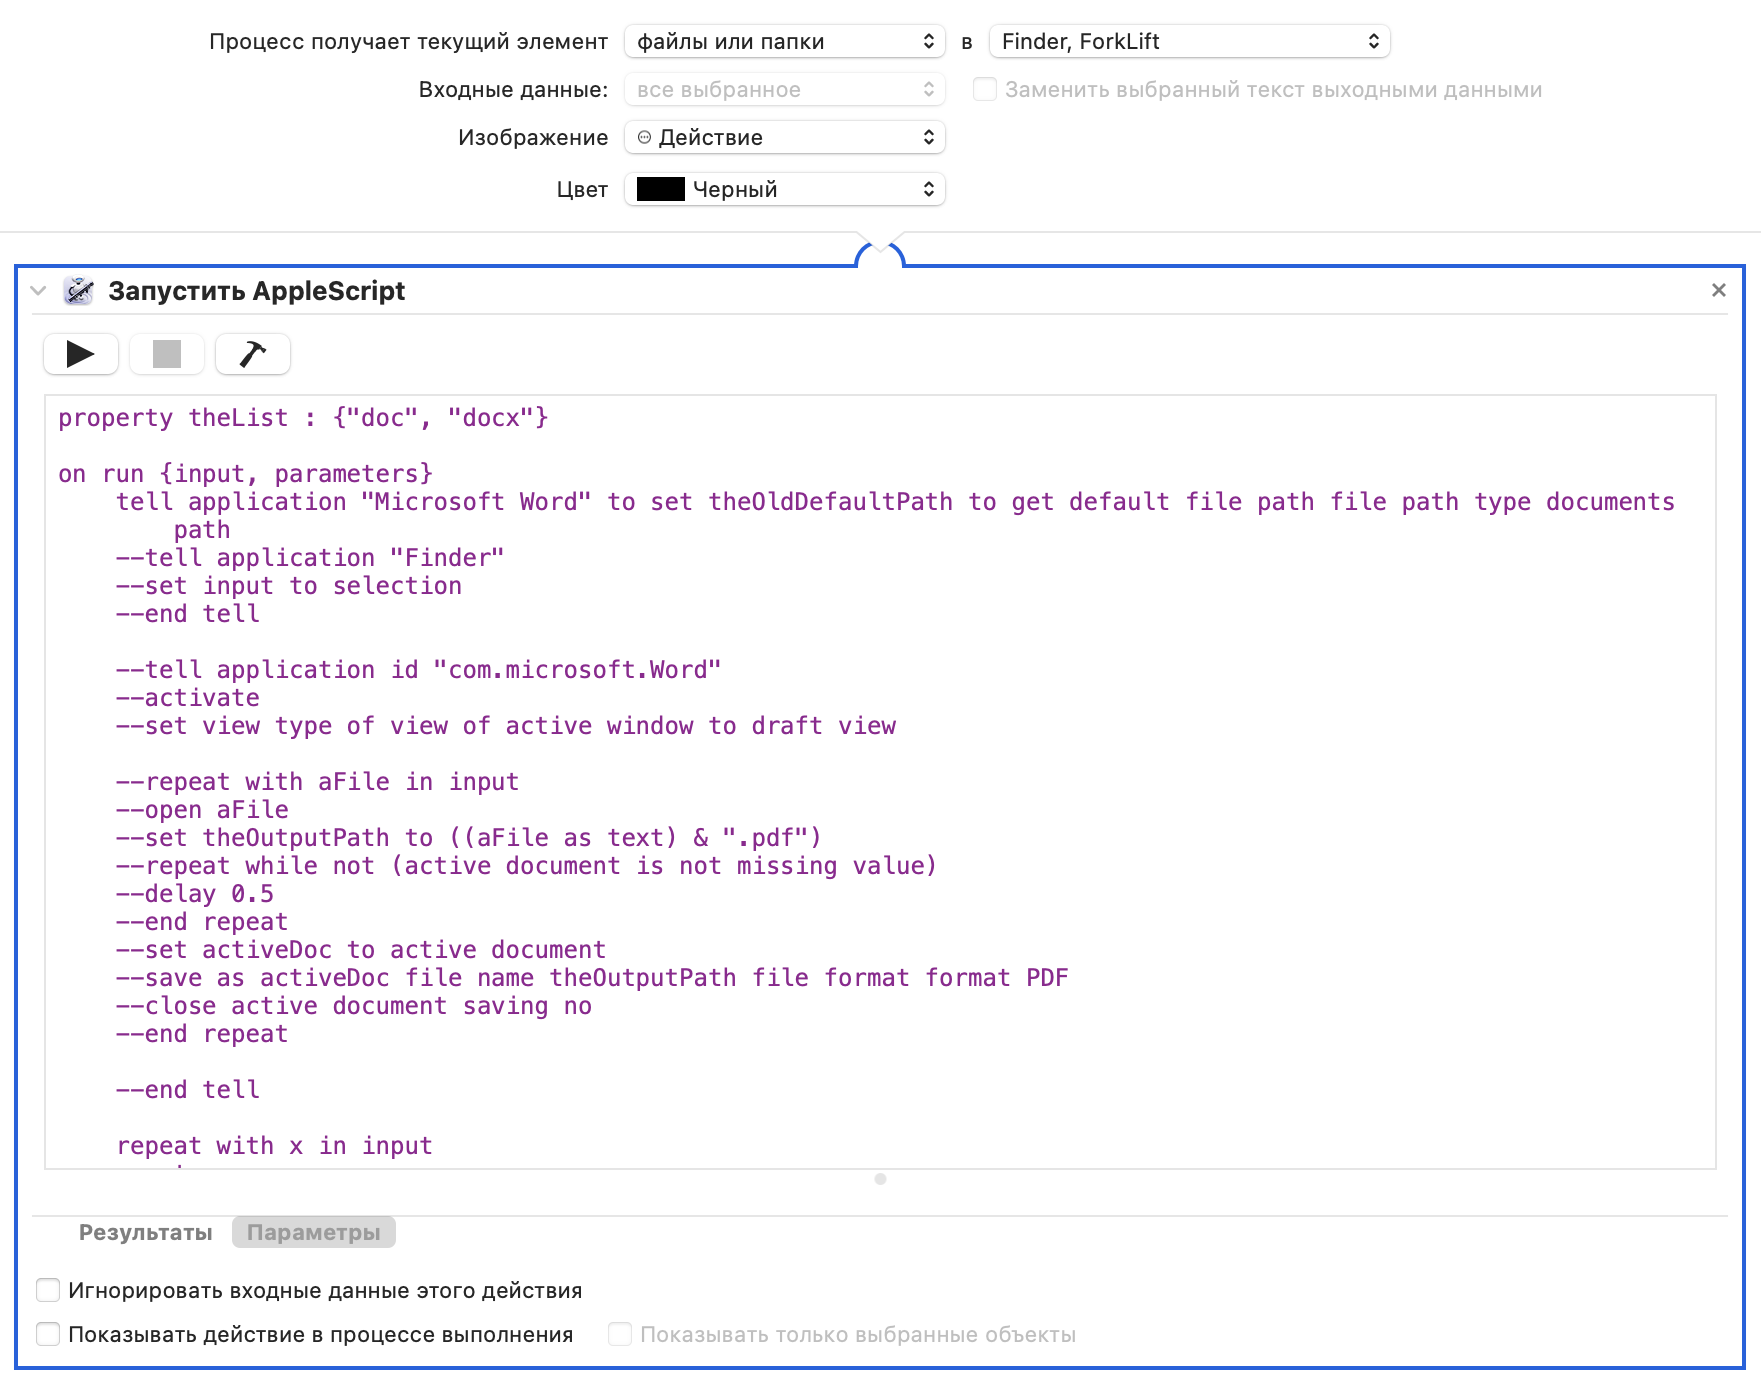 Процесс получает текущий элемент файлы или папки в Finder, ForkLift
Входные данные: все выбранное Заменить выбранный текст выходными данными
Изображение Действие
Цвет Черный
Запустить AppleScript
property theList : {"doc", "docx"}
on run {input, parameters}
tell application "Microsoft Word" to set theOldDefaultPath to get default file path file path type documents
path
--tell application "Finder"
--set input to selection
--end tell
--tell application id "com.microsoft.Word"
--activate
--set view type of view of active window to draft view
--repeat with aFile in input
--open aFile
--set theOutputPath to ((aFile as text) & ".pdf")
--repeat while not (active document is not missing value)
--delay 0.5
--end repeat
--set activeDoc to active document
--save as activeDoc file name theOutputPath file format format PDF
--close active document saving no
--end repeat
--end tell
repeat with x in input
Результаты Параметры
Игнорировать входные данные этого действия
Показывать действие в процессе выполнения Показывать только выбранные объекты